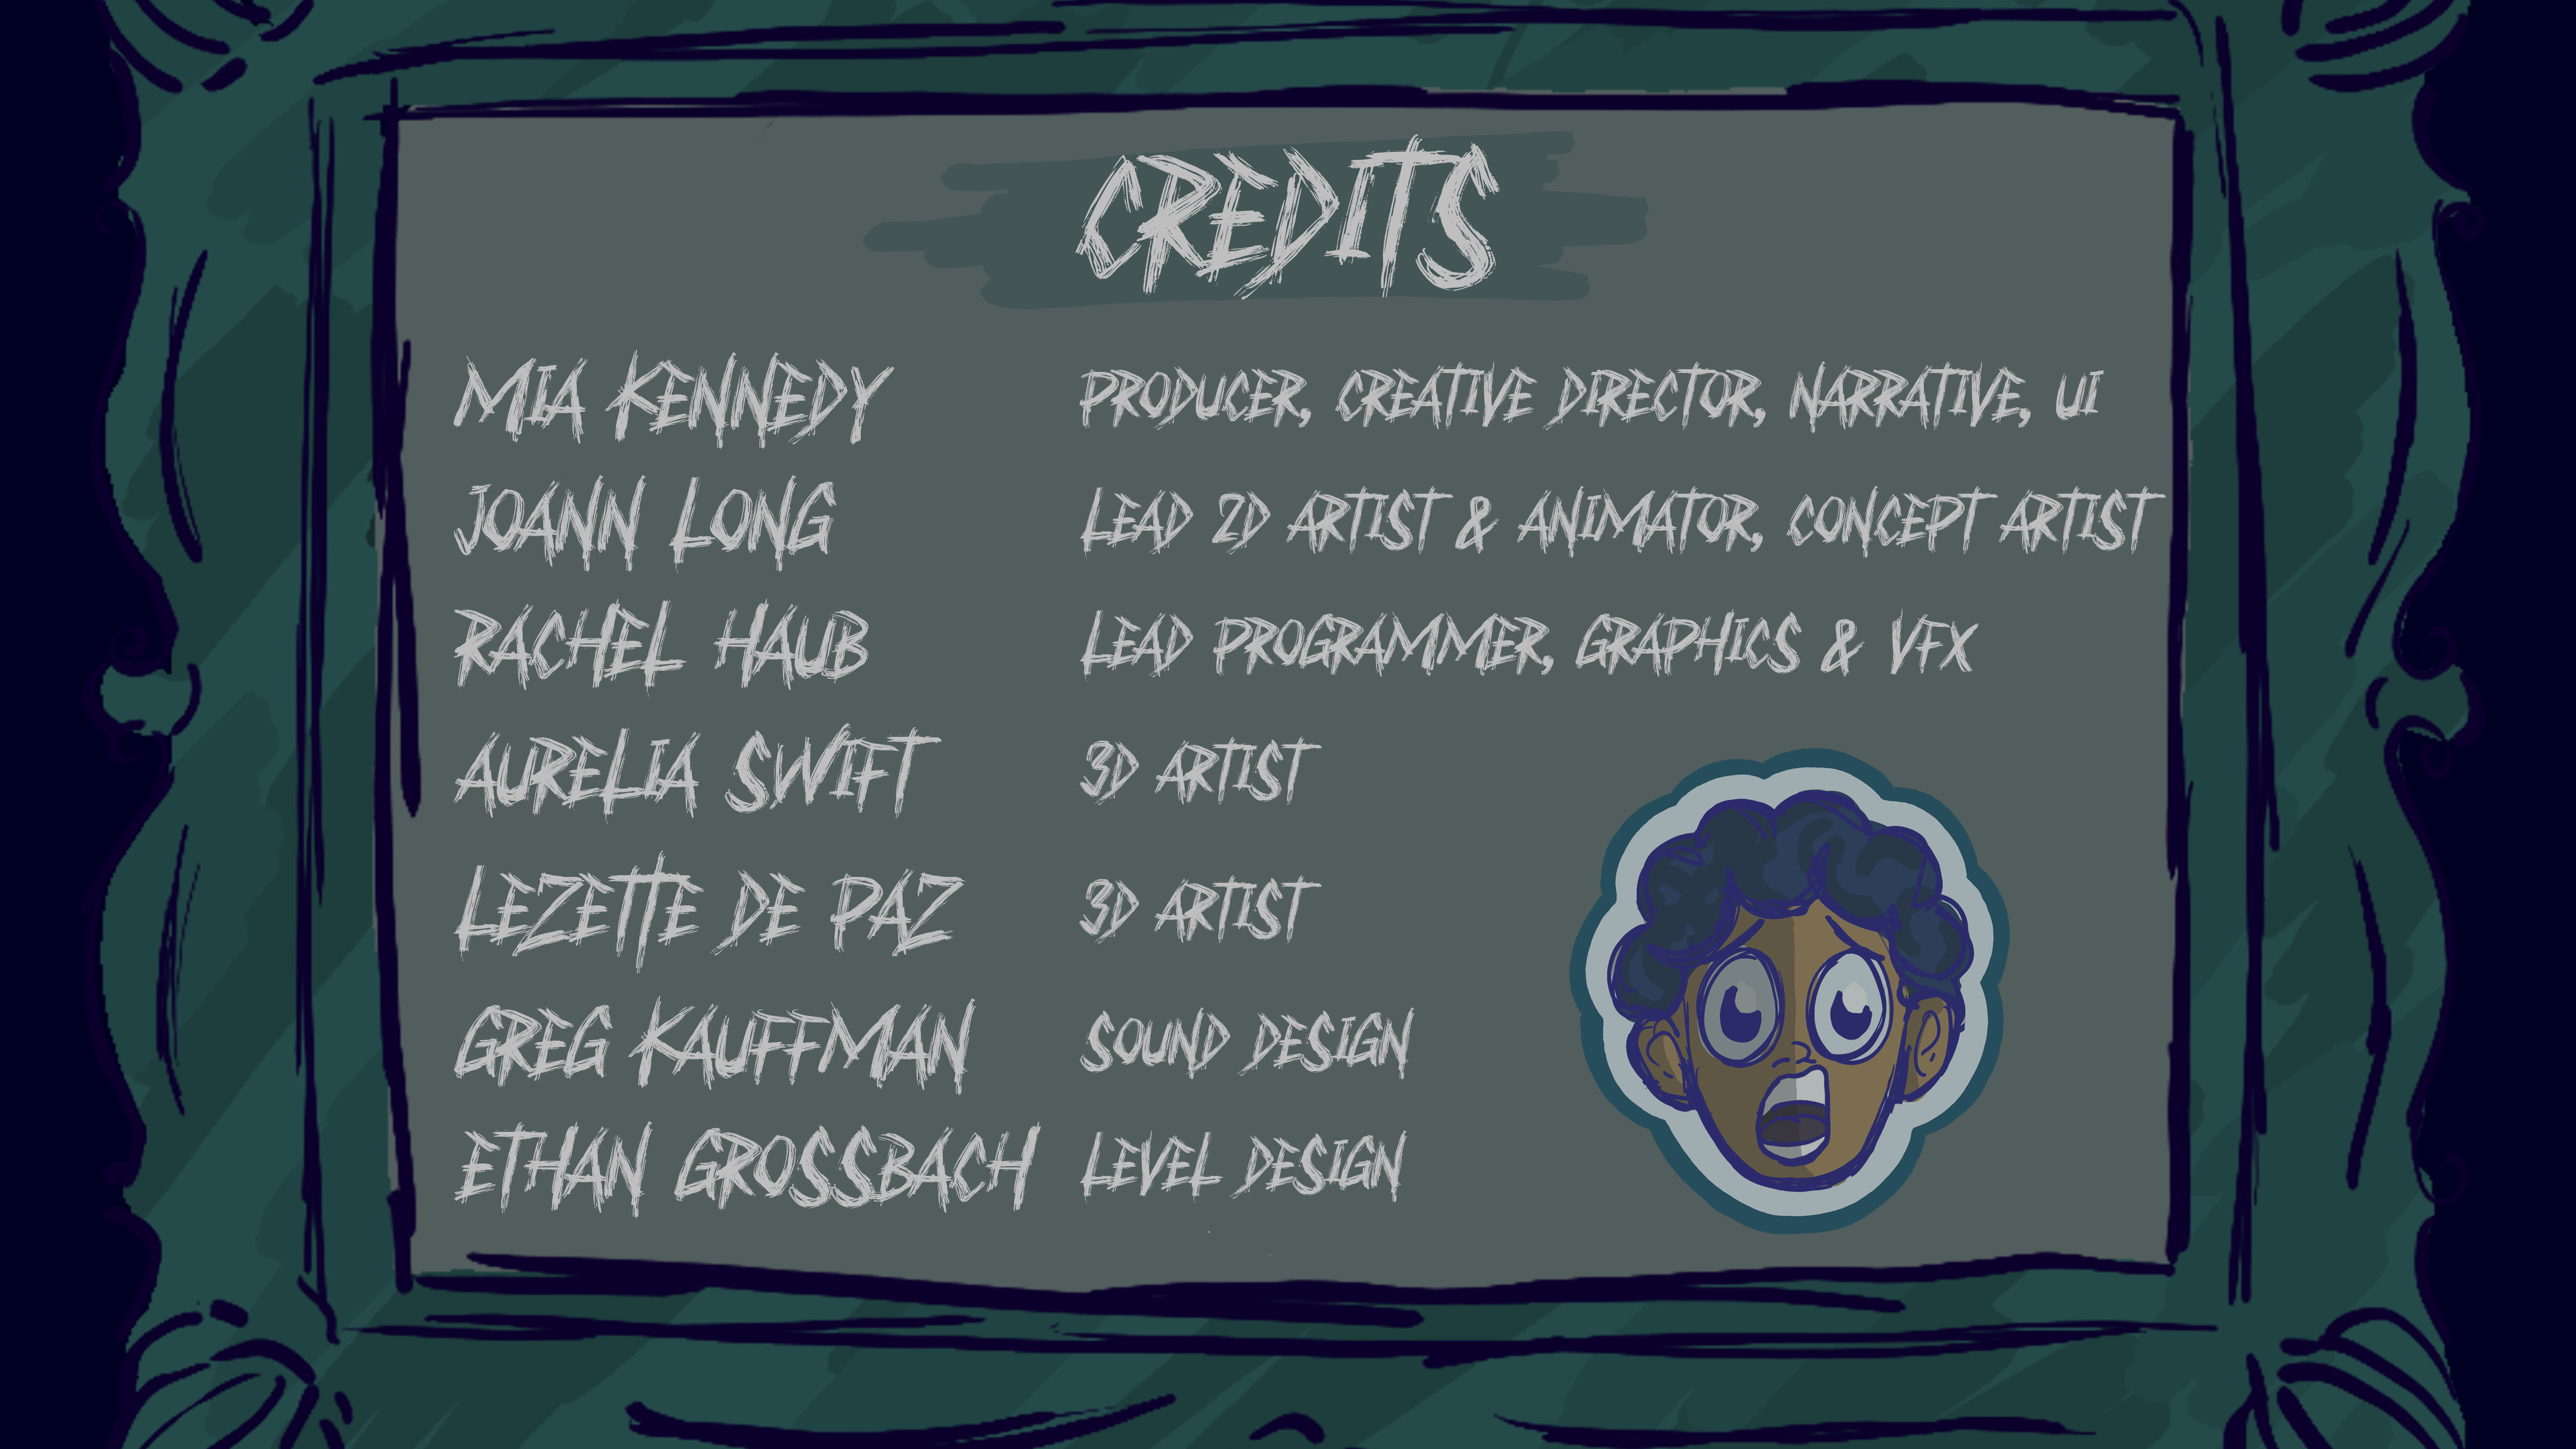 CREDITS
MIA KENNEDY PRODUCER, CREATIVE DIRECTOR, NARRATIVE, UI
JOANN LONG LEAD 2D ARTIST & ANIMATOR, CONCEPT ARTIST
RACHEL HAUB LEAD PROGRAMMER, GRAPHICS & VFX
AURELIA SWIFT 3D ARTIST
LEZETTE DE PAZ 3D ARTIST
GREG KAUFFMAN SOUND DESIGN
ETHAN GROSSBACH LEVEL DESIGN